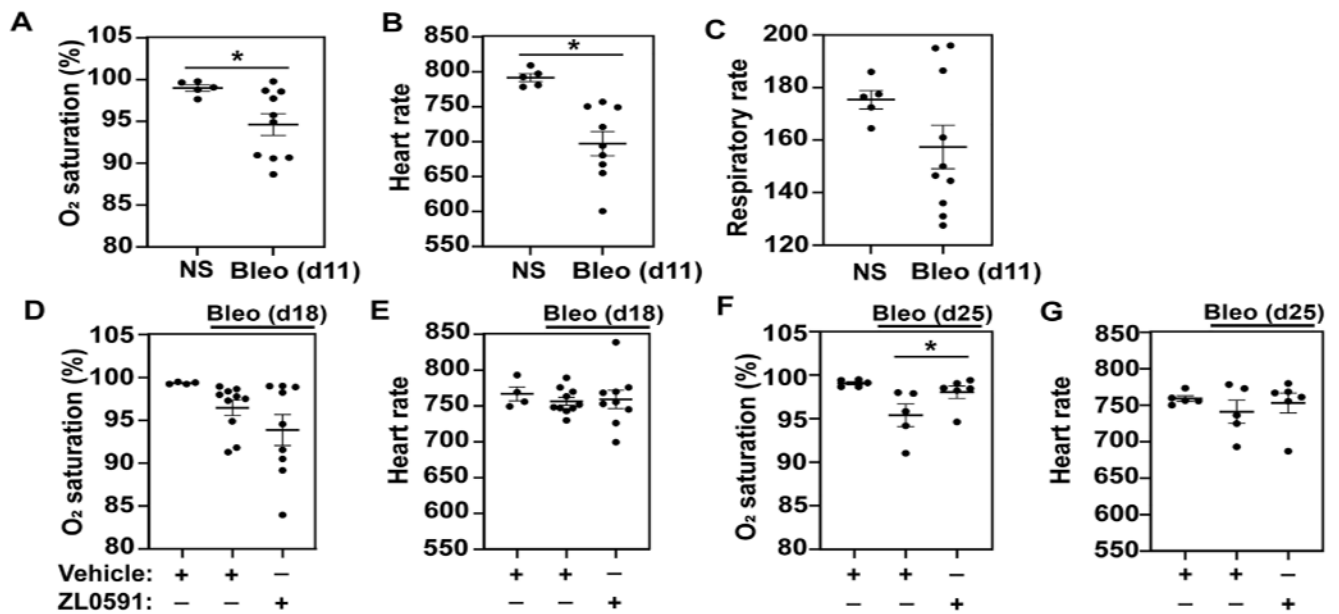 A
O₂ saturation (%)
105
100
95
90
85
80
*
NS
Bleo (d11)
B
Heart rate
850
800
750
700
650
600
550
*
NS
Bleo (d11)
C
Respiratory rate
200
180
160
140
120
NS
Bleo (d11)
D
Bleo (d18)
O₂ saturation (%)
105
100
95
90
85
80
E
Bleo (d18)
Heart rate
850
800
750
700
650
600
550
F
Bleo (d25)
O₂ saturation (%)
105
100
95
90
85
80
*
G
Bleo (d25)
Heart rate
850
800
750
700
650
600
550
Vehicle: + + − + + − + + − + + −
ZL0591: − − + − − + − − + − − +